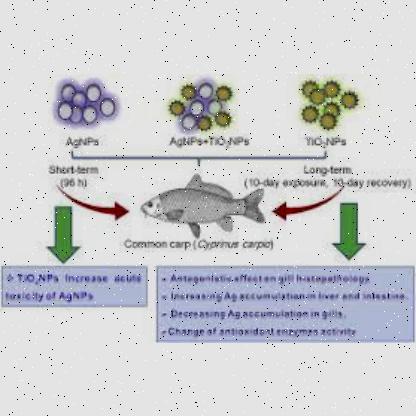 AgNPs
AgNPs+TiO₂NPs
TiO₂NPs
Short-term
(96 h)
Long-term
(10-day exposure, 10-day recovery)
Common carp (Cyprinus carpio)
TiO₂NPs increase acute
toxicity of AgNPs
Antagonistic effect on gill histopathology
Increasing Ag accumulation in liver and intestine.
Decreasing Ag accumulation in gills.
Change of antioxidant enzymes activity